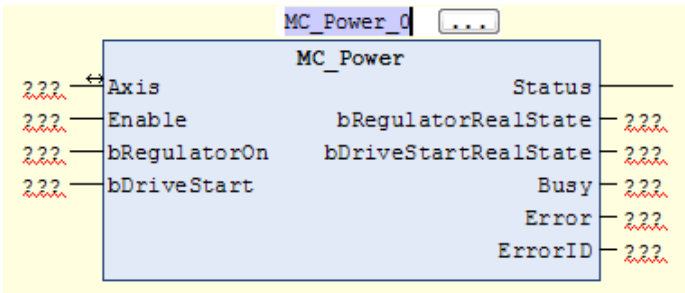 MC_Power_0 ...
MC_Power
??? Axis Status
??? Enable bRegulatorRealState ???
??? bRegulatorOn bDriveStartRealState ???
??? bDriveStart Busy ???
Error ???
ErrorID ???